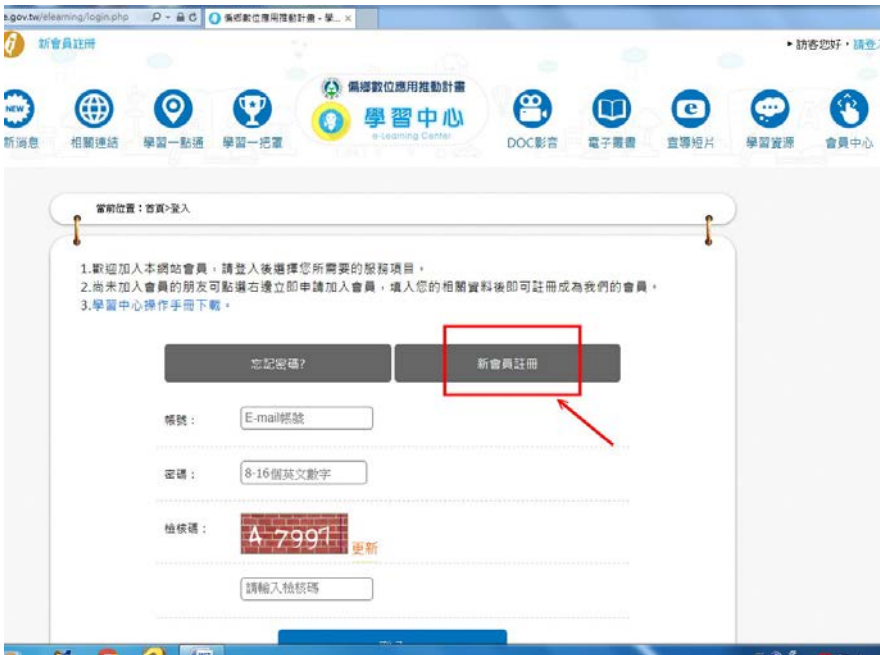 e.gov.tw/elearning/login.php
偏鄉數位應用推動計畫 - 學...
新會員註冊
訪客您好，請登入
偏鄉數位應用推動計畫
學習中心
e-Learning Center
NEW
新消息
相關連結
學習一點通
學習一把罩
DOC影音
電子叢書
宣導短片
學習資源
會員中心
當前位置：首頁>登入
1.歡迎加入本網站會員，請登入後選擇您所需要的服務項目。
2.尚未加入會員的朋友可點選右邊立即申請加入會員，填入您的相關資料後即可註冊成為我們的會員。
3.學習中心操作手冊下載。
忘記密碼?
新會員註冊
帳號：
E-mail帳號
密碼：
8-16個英文數字
檢核碼：
A 7997
更新
請輸入檢核碼